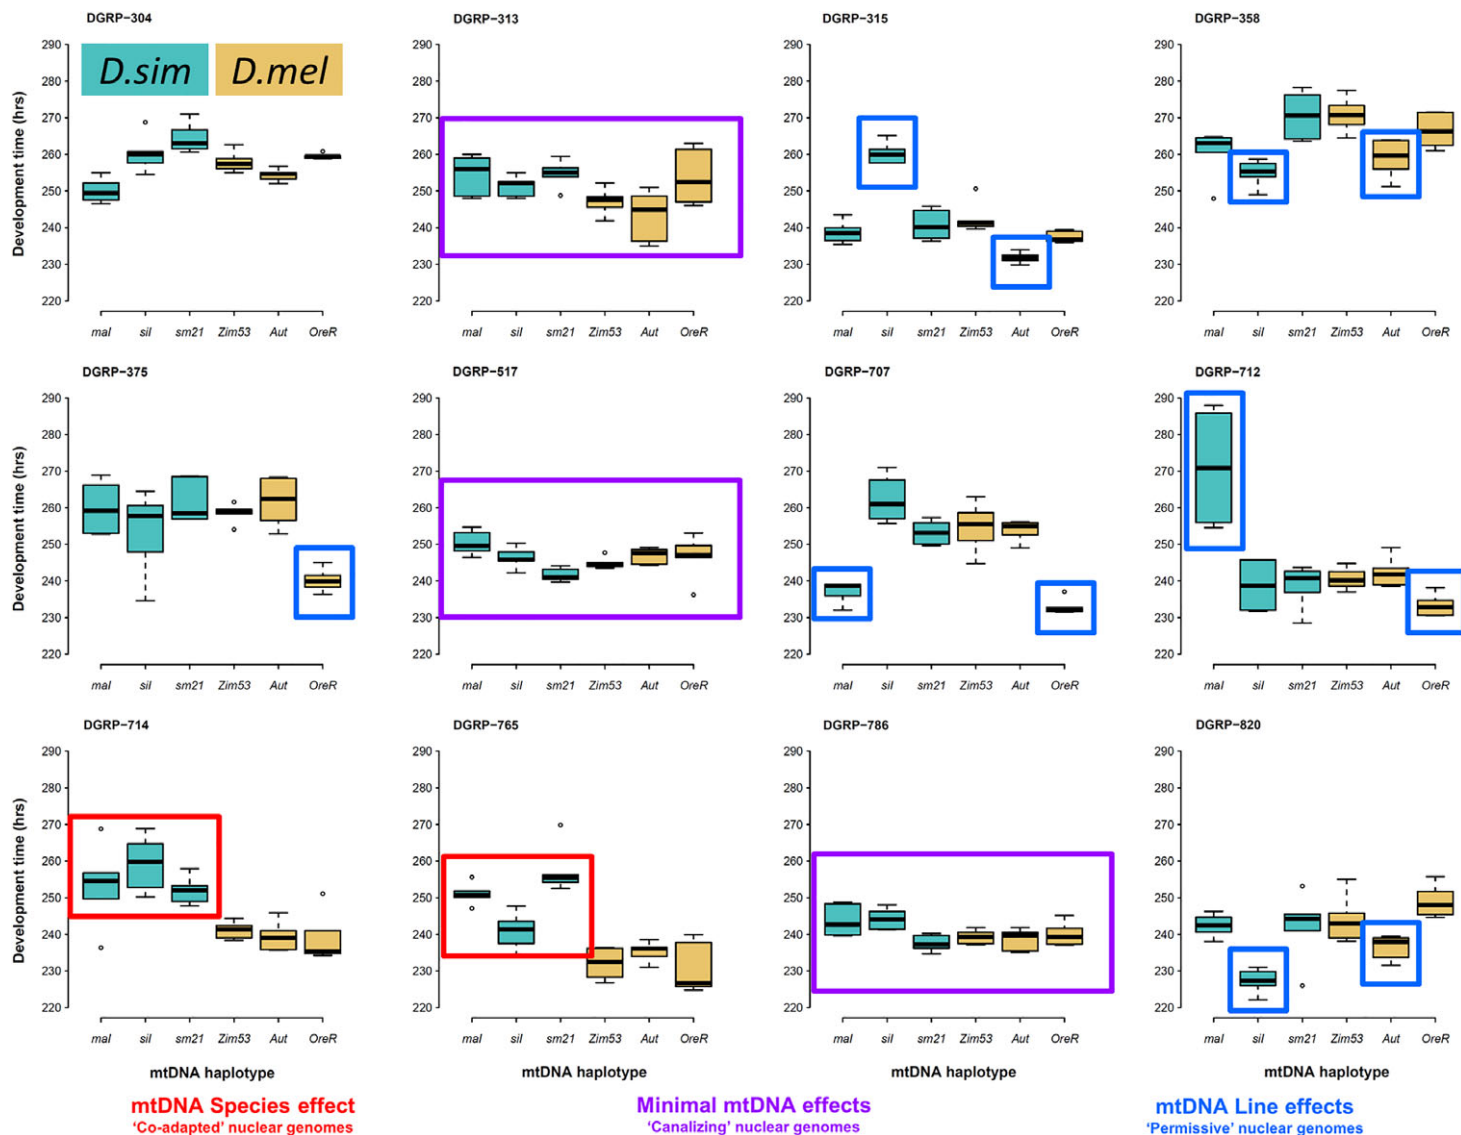 DGRP−304
DGRP−313
DGRP−315
DGRP−358
D.sim D.mel
Development time (hrs)
290
280
270
260
250
240
230
220
mal sil sm21 Zim53 Aut OreR
290
280
270
260
250
240
230
220
mal sil sm21 Zim53 Aut OreR
290
280
270
260
250
240
230
220
mal sil sm21 Zim53 Aut OreR
290
280
270
260
250
240
230
220
mal sil sm21 Zim53 Aut OreR
DGRP−375
DGRP−517
DGRP−707
DGRP−712
Development time (hrs)
290
280
270
260
250
240
230
220
mal sil sm21 Zim53 Aut OreR
290
280
270
260
250
240
230
220
mal sil sm21 Zim53 Aut OreR
290
280
270
260
250
240
230
220
mal sil sm21 Zim53 Aut OreR
290
280
270
260
250
240
230
220
mal sil sm21 Zim53 Aut OreR
DGRP−714
DGRP−765
DGRP−786
DGRP−820
Development time (hrs)
290
280
270
260
250
240
230
220
mal sil sm21 Zim53 Aut OreR
mtDNA haplotype
290
280
270
260
250
240
230
220
mal sil sm21 Zim53 Aut OreR
mtDNA haplotype
290
280
270
260
250
240
230
220
mal sil sm21 Zim53 Aut OreR
mtDNA haplotype
290
280
270
260
250
240
230
220
mal sil sm21 Zim53 Aut OreR
mtDNA haplotype
mtDNA Species effect
'Co-adapted' nuclear genomes
Minimal mtDNA effects
'Canalizing' nuclear genomes
mtDNA Line effects
'Permissive' nuclear genomes